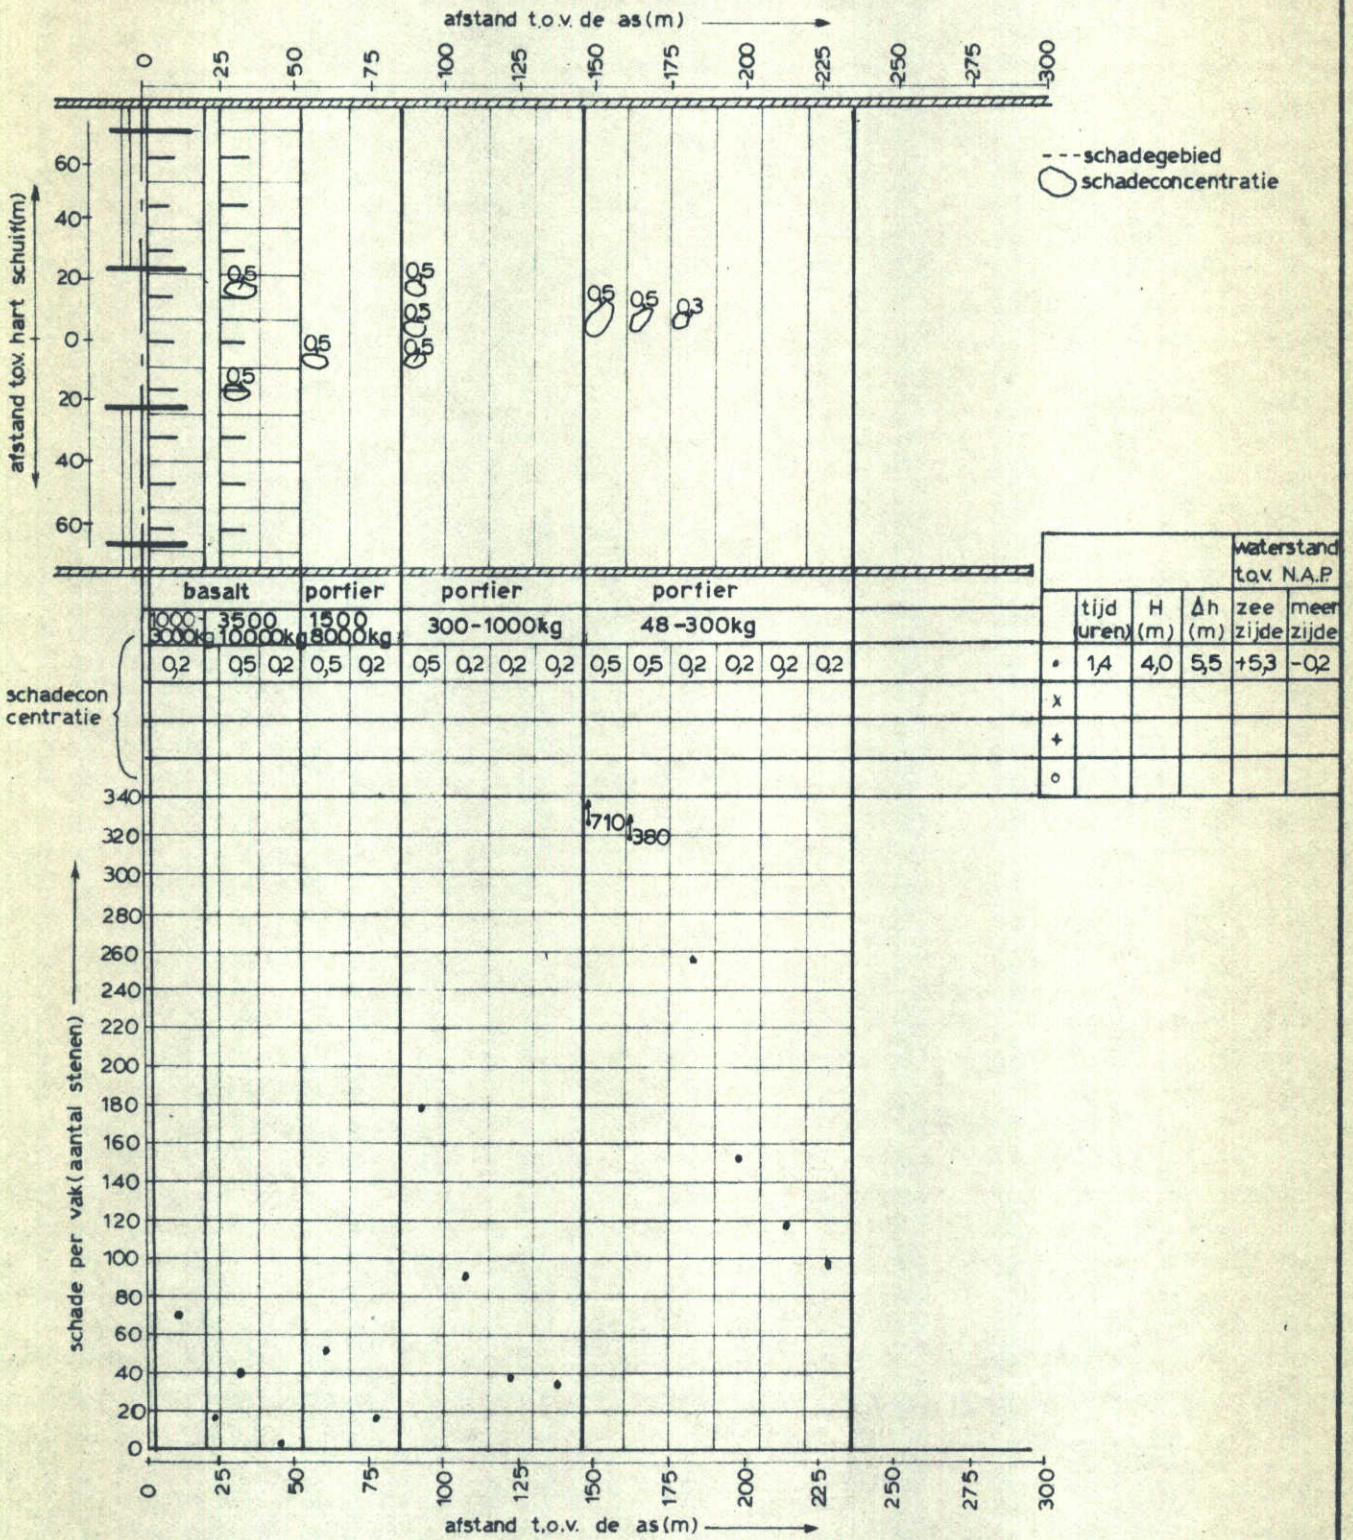 afstand t.o.v. de as(m)
0 25 50 75 100 125 150 175 200 225 250 275 300
---schadegebied
schadeconcentratie
afstand t.o.v. hart schuif(m)
60
40
20
0
20
40
60
0,5
0,5
0,5
0,5
0,5
0,5
0,5 0,5 0,3
basalt porfier porfier porfier
1000 3500 1500
3000kg 10000kg 8000kg 300-1000kg 48-300kg
schadecon
centratie
0,2 0,5 0,2 0,5 0,2 0,5 0,2 0,2 0,2 0,5 0,5 0,2 0,2 0,2 0,2
waterstand
t.o.v. N.A.P.
tijd H Δh zee meer
(uren) (m) (m) zijde zijde
• 1,4 4,0 5,5 +5,3 -0,2
x
+
o
schade per vak(aantal stenen)
340
320
300
280
260
240
220
200
180
160
140
120
100
80
60
40
20
0
710
380
0 25 50 75 100 125 150 175 200 225 250 275 300
afstand t.o.v. de as(m)